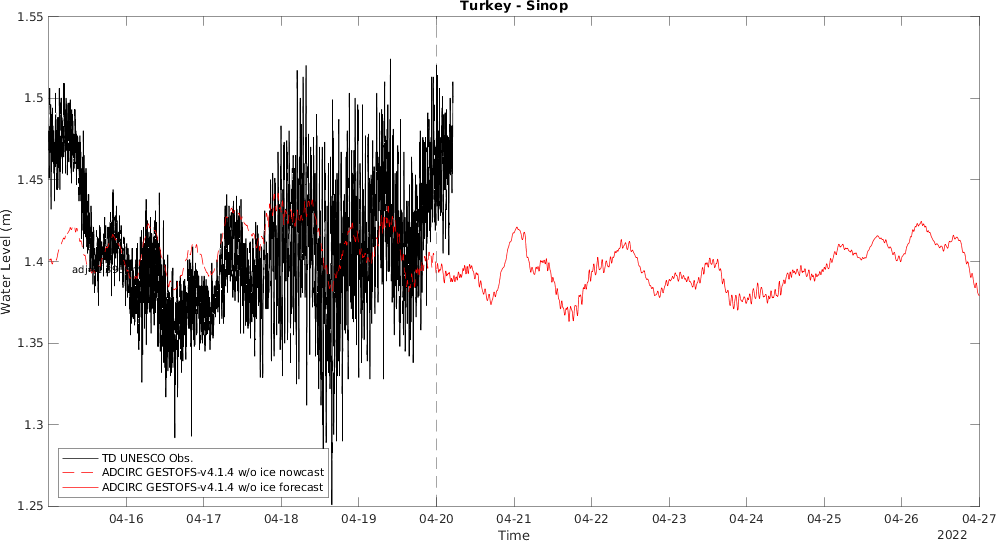 Turkey - Sinop
1.55
1.5
1.45
1.4
1.35
1.3
1.25
Water Level (m)
TD UNESCO Obs.
ADCIRC GESTOFS-v4.1.4 w/o ice nowcast
ADCIRC GESTOFS-v4.1.4 w/o ice forecast
04-16 04-17 04-18 04-19 04-20 04-21 04-22 04-23 04-24 04-25 04-26 04-27
Time
2022